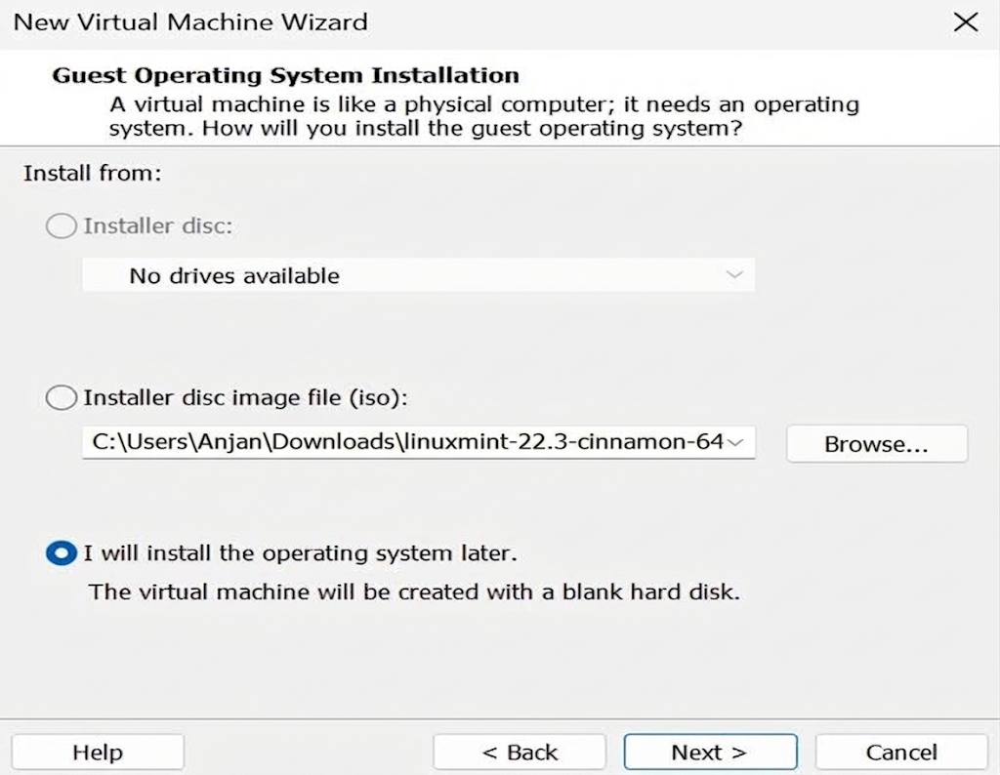 New Virtual Machine Wizard
Guest Operating System Installation
A virtual machine is like a physical computer; it needs an operating
system. How will you install the guest operating system?
Install from:
Installer disc:
No drives available
Installer disc image file (iso):
C:\Users\Anjan\Downloads\linuxmint-22.3-cinnamon-64
Browse...
I will install the operating system later.
The virtual machine will be created with a blank hard disk.
Help
< Back
Next >
Cancel